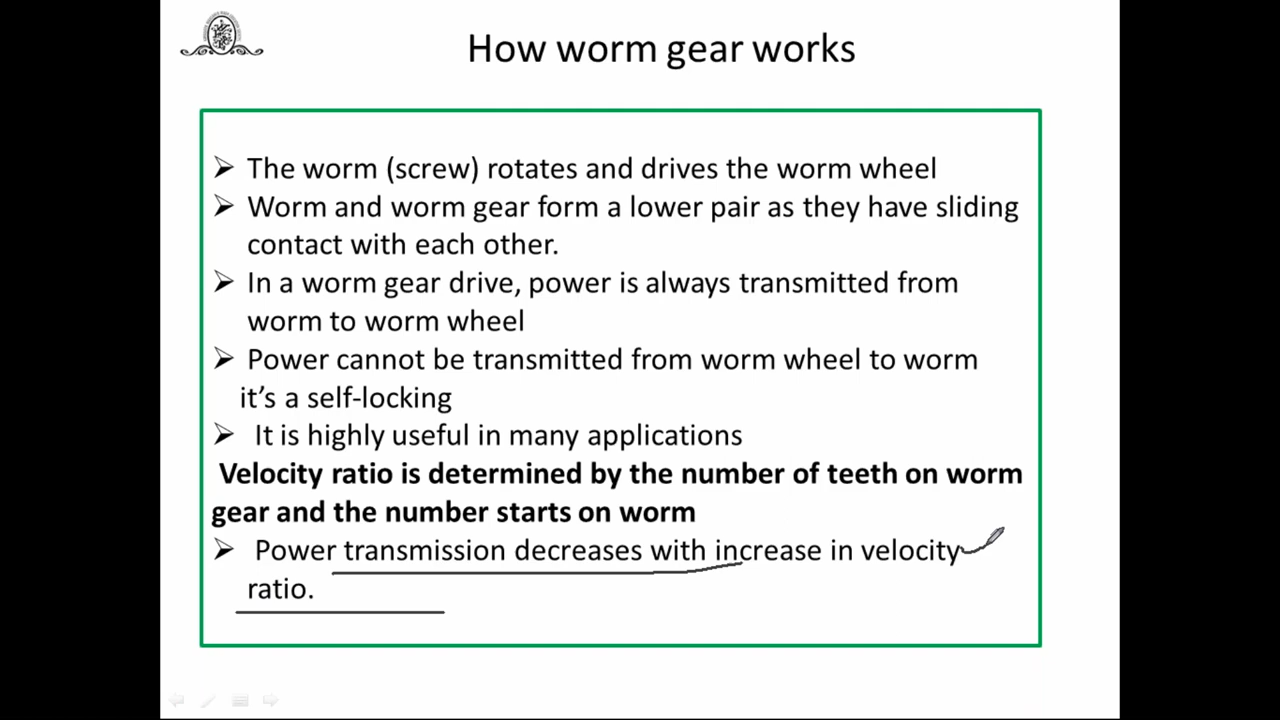 How worm gear works
➢ The worm (screw) rotates and drives the worm wheel
➢ Worm and worm gear form a lower pair as they have sliding
contact with each other.
➢ In a worm gear drive, power is always transmitted from
worm to worm wheel
➢ Power cannot be transmitted from worm wheel to worm
it’s a self-locking
➢ It is highly useful in many applications
Velocity ratio is determined by the number of teeth on worm
gear and the number starts on worm
➢ Power transmission decreases with increase in velocity
ratio.